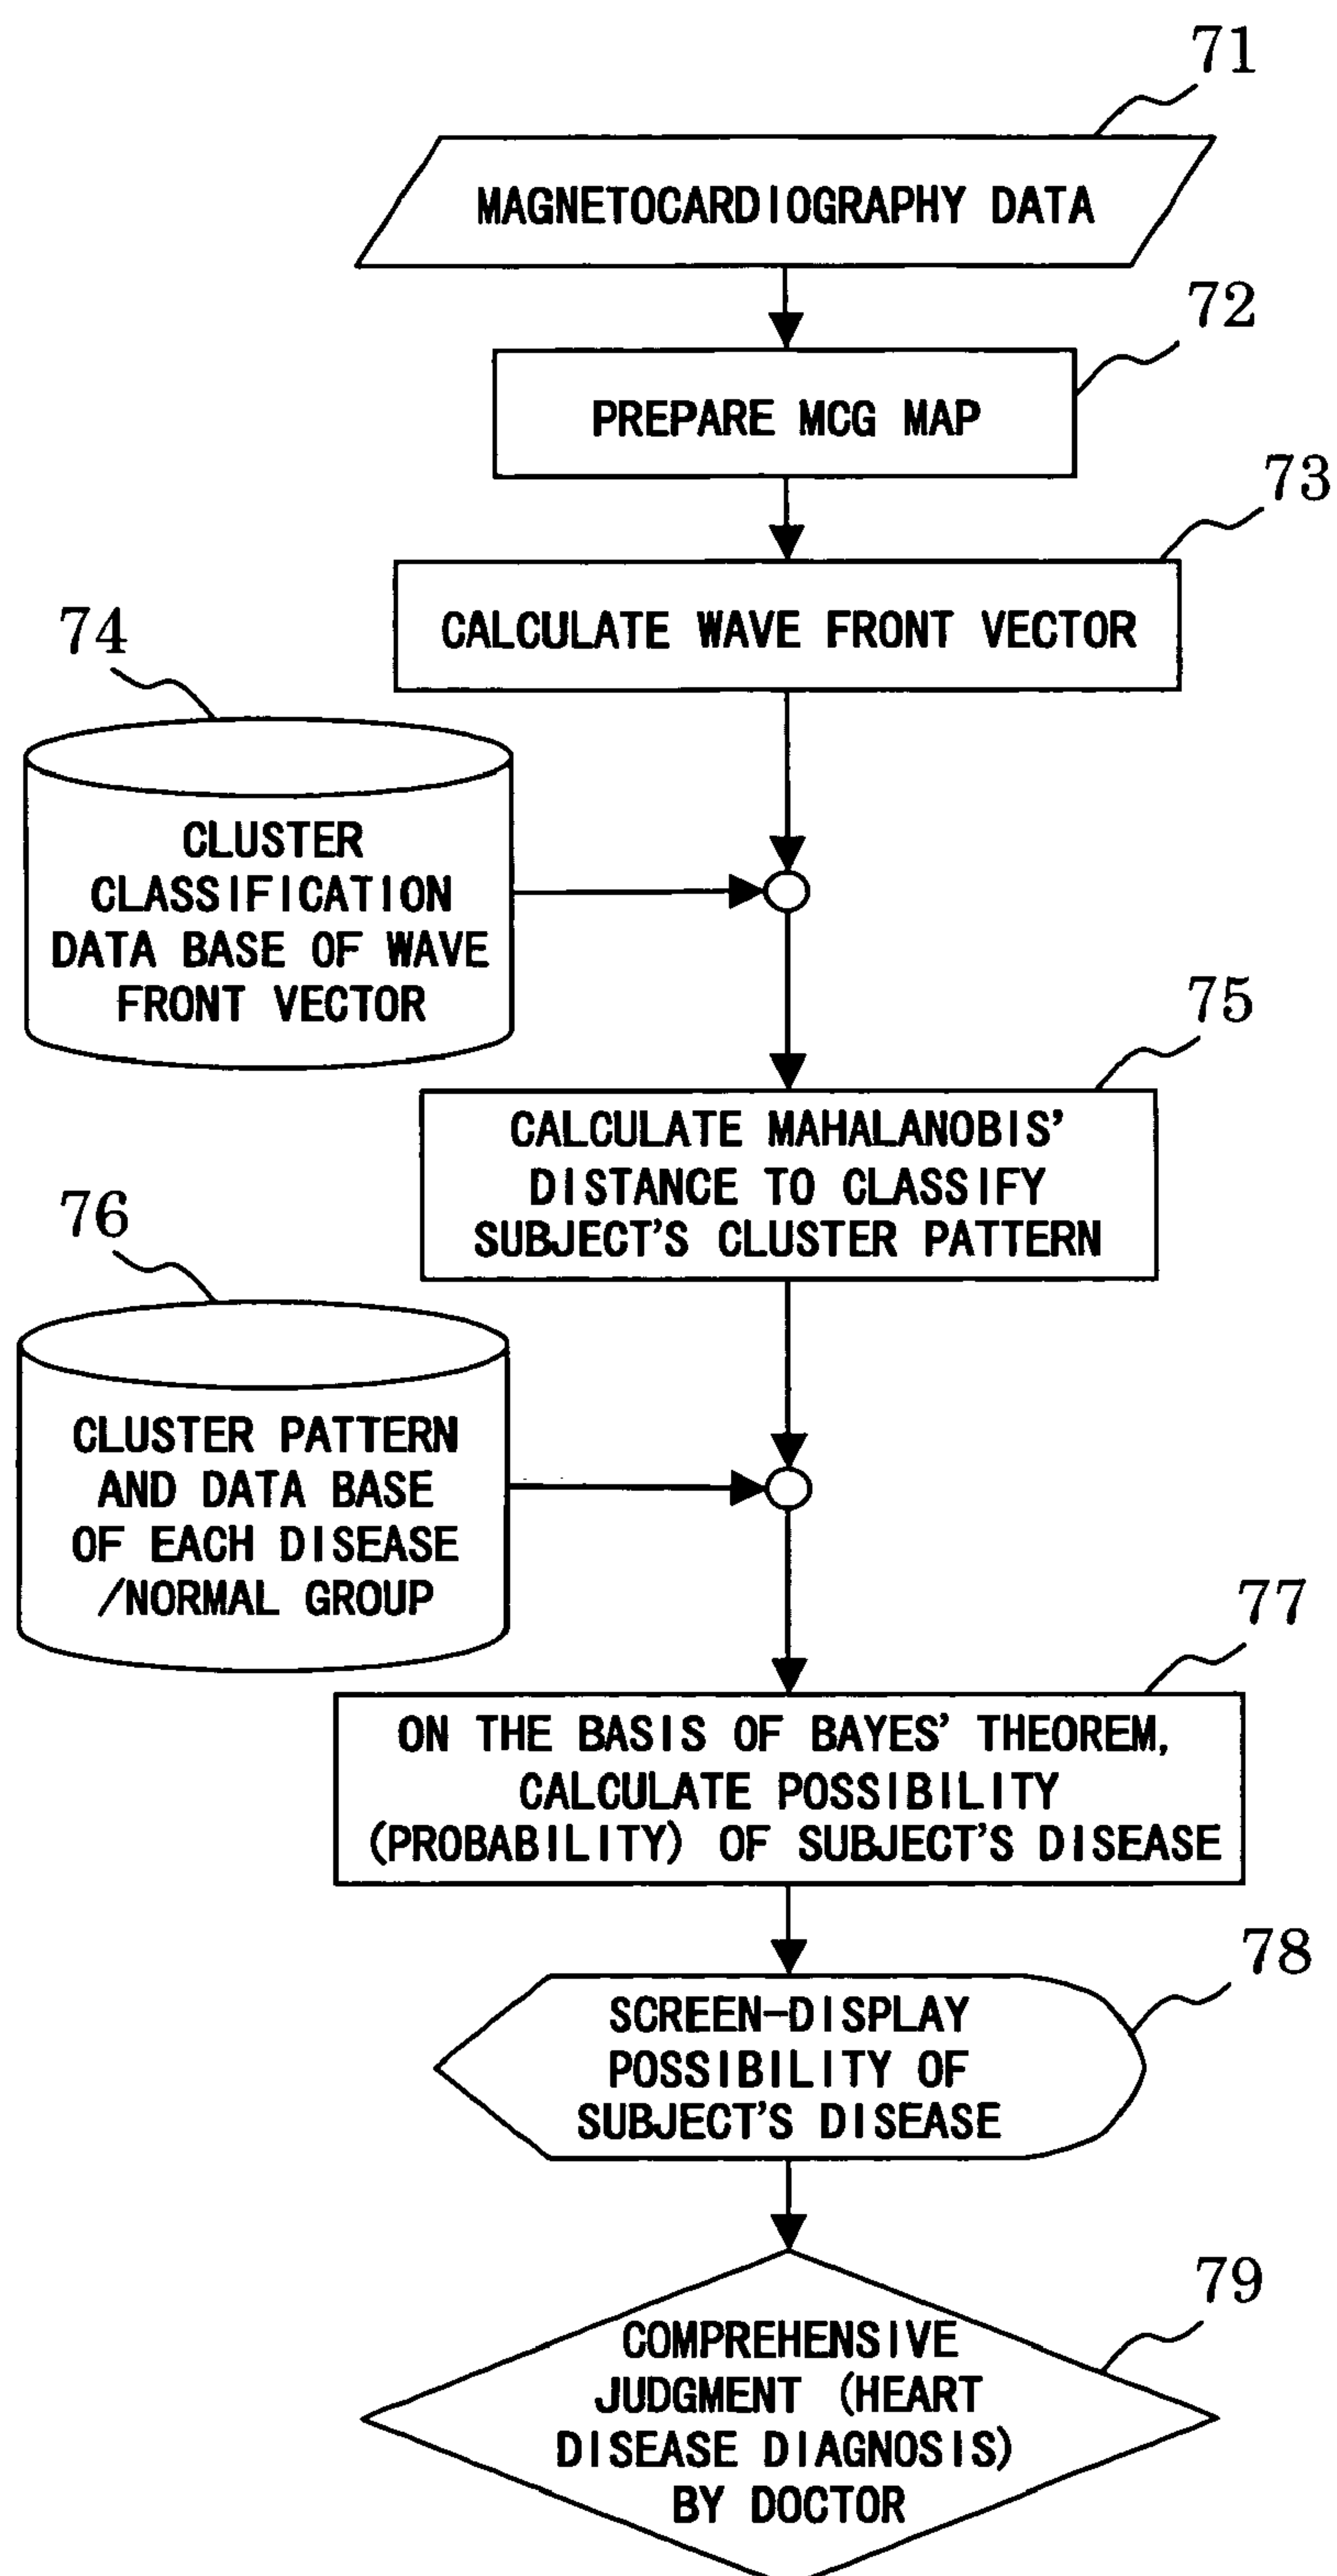 71
MAGNETOCARDIOGRAPHY DATA
72
PREPARE MCG MAP
73
CALCULATE WAVE FRONT VECTOR
74
CLUSTER
CLASSIFICATION
DATA BASE OF WAVE
FRONT VECTOR
75
CALCULATE MAHALANOBIS'
DISTANCE TO CLASSIFY
SUBJECT'S CLUSTER PATTERN
76
CLUSTER PATTERN
AND DATA BASE
OF EACH DISEASE
/NORMAL GROUP
77
ON THE BASIS OF BAYES' THEOREM,
CALCULATE POSSIBILITY
(PROBABILITY) OF SUBJECT'S DISEASE
78
SCREEN-DISPLAY
POSSIBILITY OF
SUBJECT'S DISEASE
79
COMPREHENSIVE
JUDGMENT (HEART
DISEASE DIAGNOSIS)
BY DOCTOR